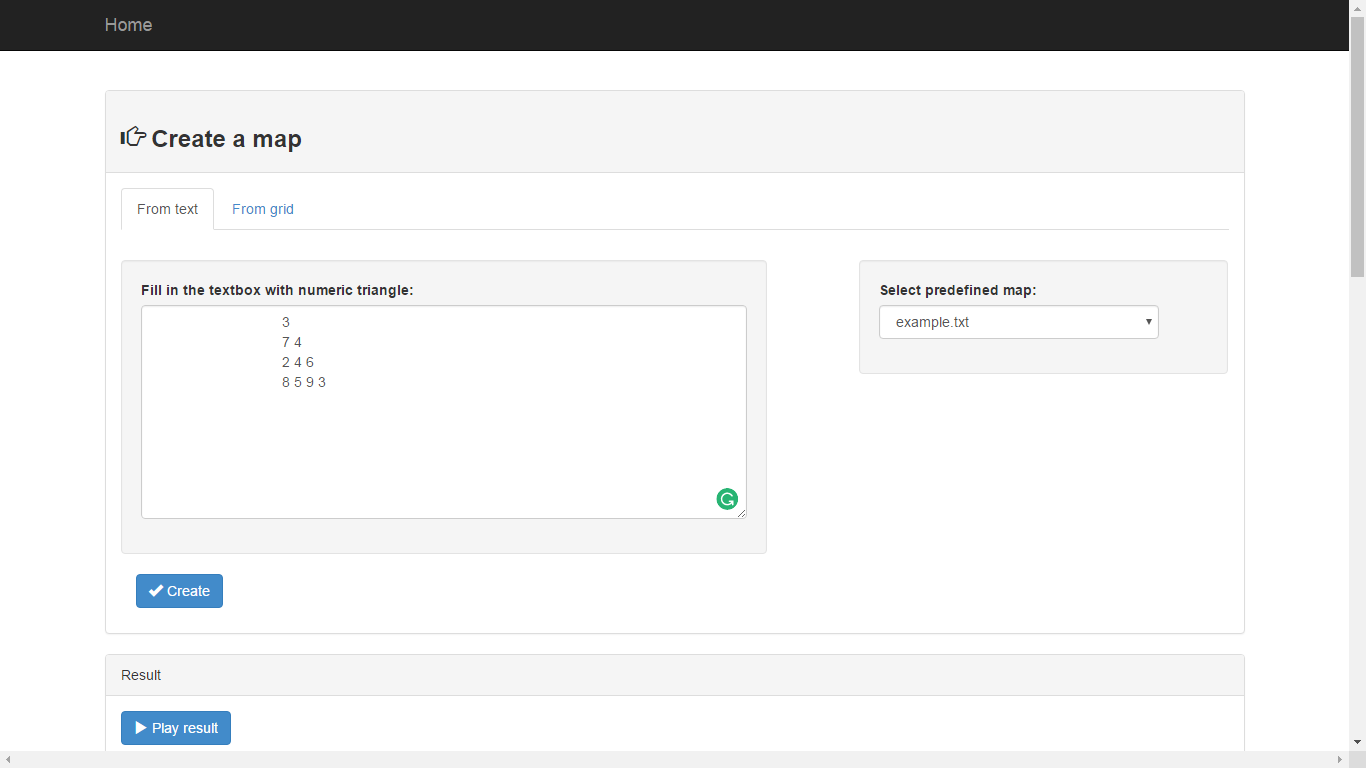 Home
Create a map
From text
From grid
Fill in the textbox with numeric triangle:
3
7 4
2 4 6
8 5 9 3
Select predefined map:
example.txt
Create
Result
Play result